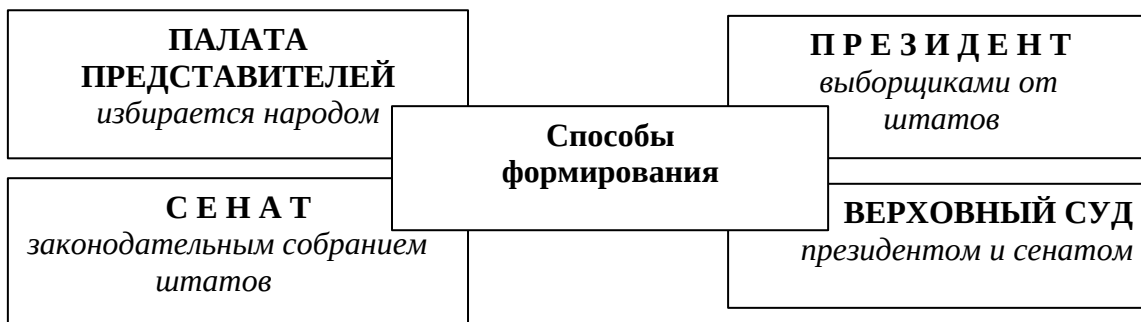 ПАЛАТА
ПРЕДСТАВИТЕЛЕЙ
избирается народом
П Р Е З И Д Е Н Т
выборщиками от
штатов
Способы
формирования
С Е Н А Т
законодательным собранием
штатов
ВЕРХОВНЫЙ СУД
президентом и сенатом